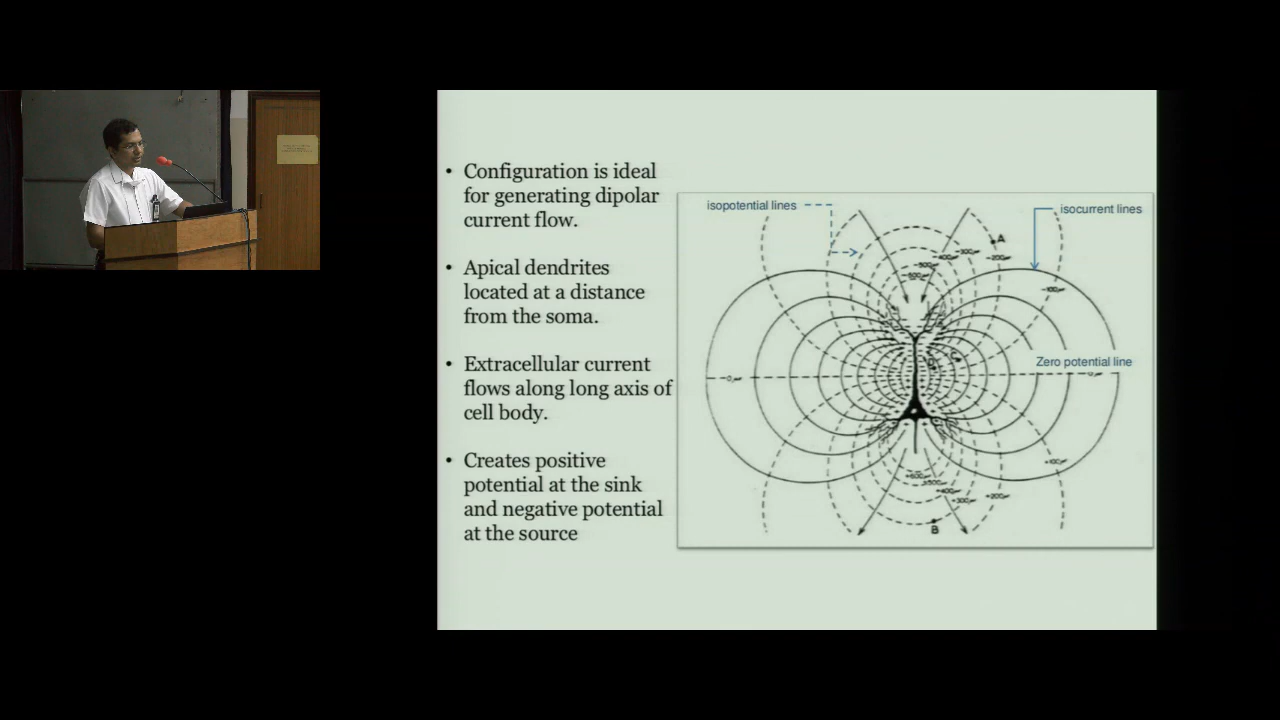 • Configuration is ideal
for generating dipolar
current flow.
• Apical dendrites
located at a distance
from the soma.
• Extracellular current
flows along long axis of
cell body.
• Creates positive
potential at the sink
and negative potential
at the source
isopotential lines
isocurrent lines
A
Zero potential line
B